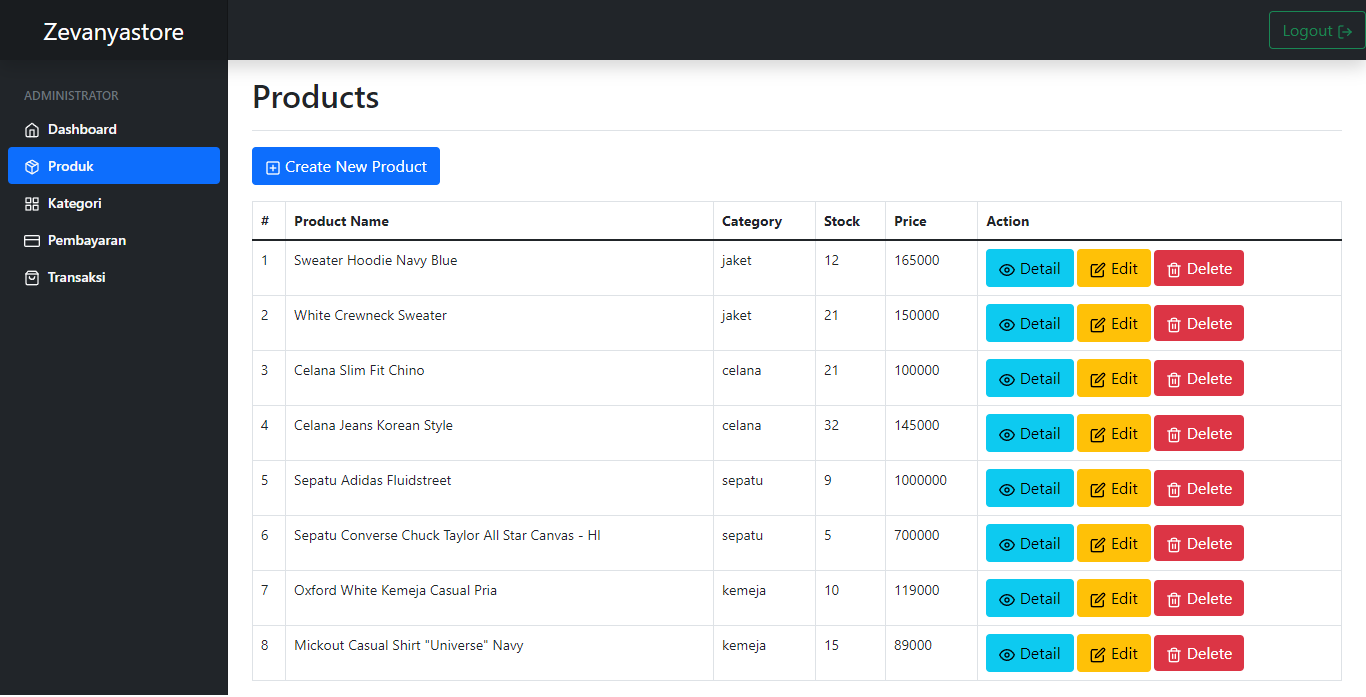 Zevanyastore
Logout
ADMINISTRATOR
Dashboard
Produk
Kategori
Pembayaran
Transaksi
Products
Create New Product
# Product Name Category Stock Price Action
1 Sweater Hoodie Navy Blue jaket 12 165000 Detail Edit Delete
2 White Crewneck Sweater jaket 21 150000 Detail Edit Delete
3 Celana Slim Fit Chino celana 21 100000 Detail Edit Delete
4 Celana Jeans Korean Style celana 32 145000 Detail Edit Delete
5 Sepatu Adidas Fluidstreet sepatu 9 1000000 Detail Edit Delete
6 Sepatu Converse Chuck Taylor All Star Canvas - HI sepatu 5 700000 Detail Edit Delete
7 Oxford White Kemeja Casual Pria kemeja 10 119000 Detail Edit Delete
8 Mickout Casual Shirt "Universe" Navy kemeja 15 89000 Detail Edit Delete